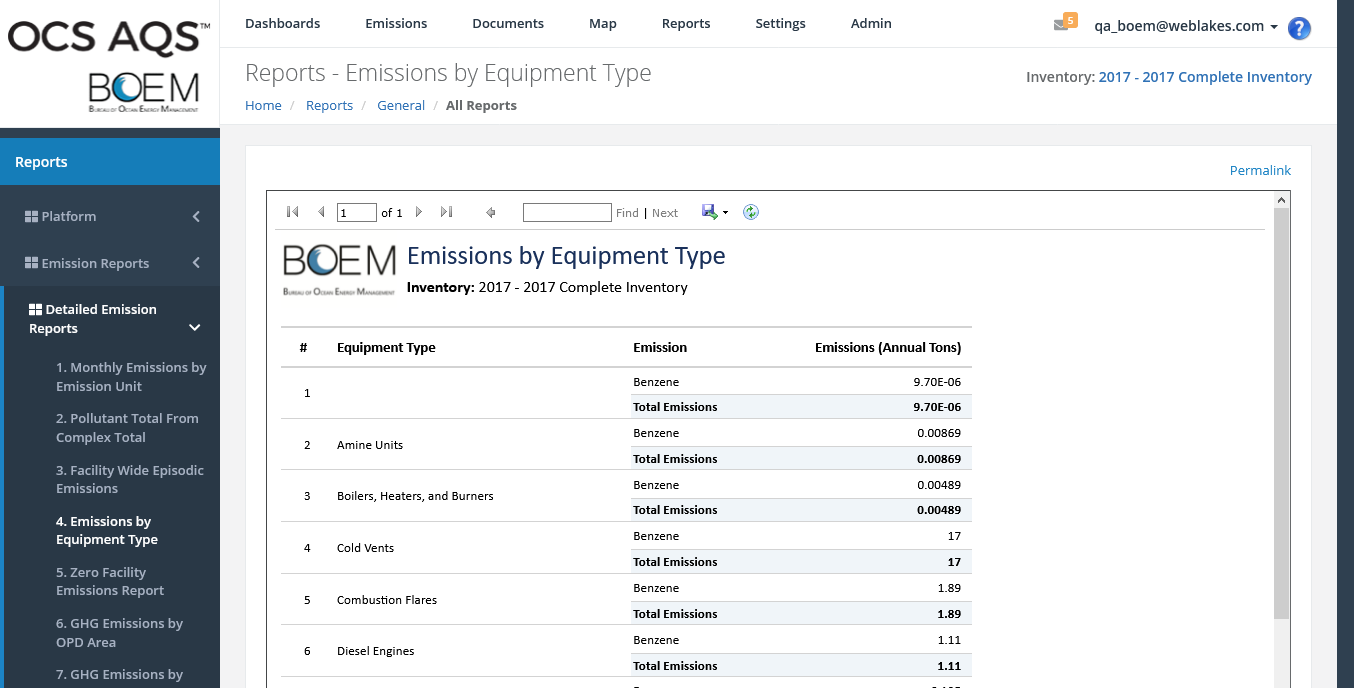 OCS AQS™
BOEM
Bureau of Ocean Energy Management
Dashboards Emissions Documents Map Reports Settings Admin
5
qa_boem@weblakes.com
?
Reports - Emissions by Equipment Type
Inventory: 2017 - 2017 Complete Inventory
Home / Reports / General / All Reports
Reports
Platform
Emission Reports
Detailed Emission
Reports
1. Monthly Emissions by
Emission Unit
2. Pollutant Total From
Complex Total
3. Facility Wide Episodic
Emissions
4. Emissions by
Equipment Type
5. Zero Facility
Emissions Report
6. GHG Emissions by
OPD Area
7. GHG Emissions by
Permalink
1 of 1 Find | Next
BOEM
Bureau of Ocean Energy Management
Emissions by Equipment Type
Inventory: 2017 - 2017 Complete Inventory
# Equipment Type Emission Emissions (Annual Tons)
Benzene 9.70E-06
1
Total Emissions 9.70E-06
Benzene 0.00869
2 Amine Units
Total Emissions 0.00869
Benzene 0.00489
3 Boilers, Heaters, and Burners
Total Emissions 0.00489
Benzene 17
4 Cold Vents
Total Emissions 17
Benzene 1.89
5 Combustion Flares
Total Emissions 1.89
Benzene 1.11
6 Diesel Engines
Total Emissions 1.11